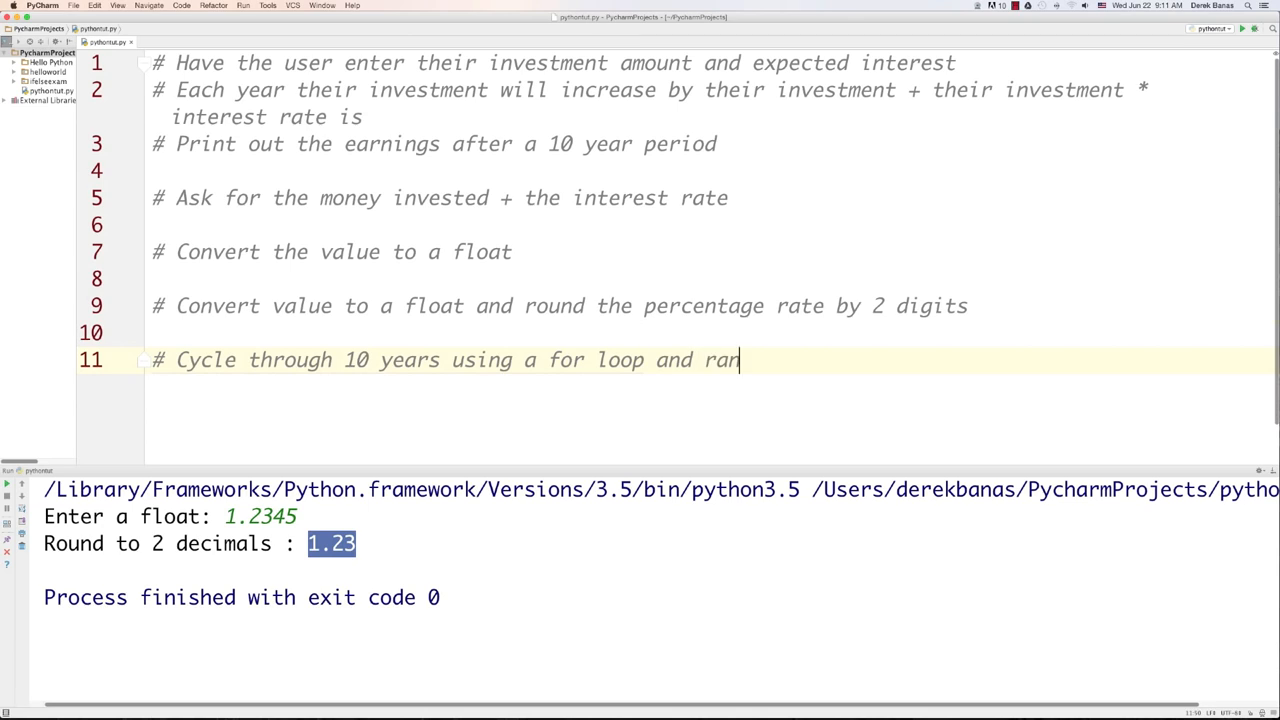 PyCharm File Edit View Navigate Code Refactor Run Tools VCS Window Help 10 Wed Jun 22 9:11 AM Derek Banas
pythontut.py - PycharmProjects - [~/PycharmProjects]
PycharmProjects pythontut.py pythontut
pythontut.py ×
PycharmProject
Hello Python
helloworld
ifelseexam
pythontut.py
External Librarie
1 # Have the user enter their investment amount and expected interest
2 # Each year their investment will increase by their investment + their investment *
interest rate is
3 # Print out the earnings after a 10 year period
4
5 # Ask for the money invested + the interest rate
6
7 # Convert the value to a float
8
9 # Convert value to a float and round the percentage rate by 2 digits
10
11 # Cycle through 10 years using a for loop and ran
Run pythontut
/Library/Frameworks/Python.framework/Versions/3.5/bin/python3.5 /Users/derekbanas/PycharmProjects/pytho
Enter a float: 1.2345
Round to 2 decimals : 1.23
Process finished with exit code 0
11:50 LF÷ UTF-8÷